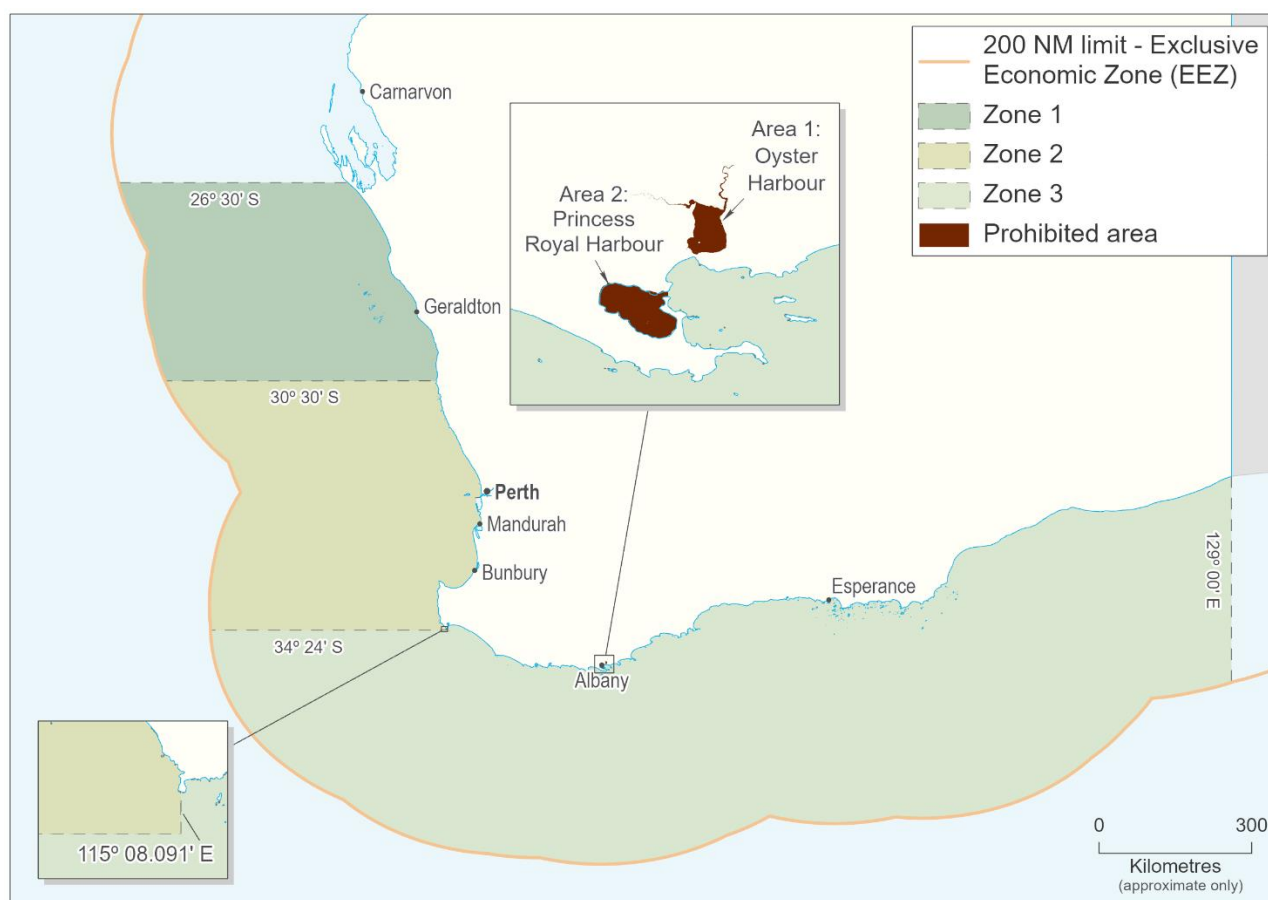 200 NM limit - Exclusive
Economic Zone (EEZ)
Zone 1
Zone 2
Zone 3
Prohibited area
Carnarvon
Area 1:
Oyster
Harbour
Area 2:
Princess
Royal Harbour
26º 30' S
Geraldton
30º 30' S
Perth
Mandurah
Bunbury
Esperance
129º 00' E
34º 24' S
Albany
115º 08.091' E
0 300
Kilometres
(approximate only)